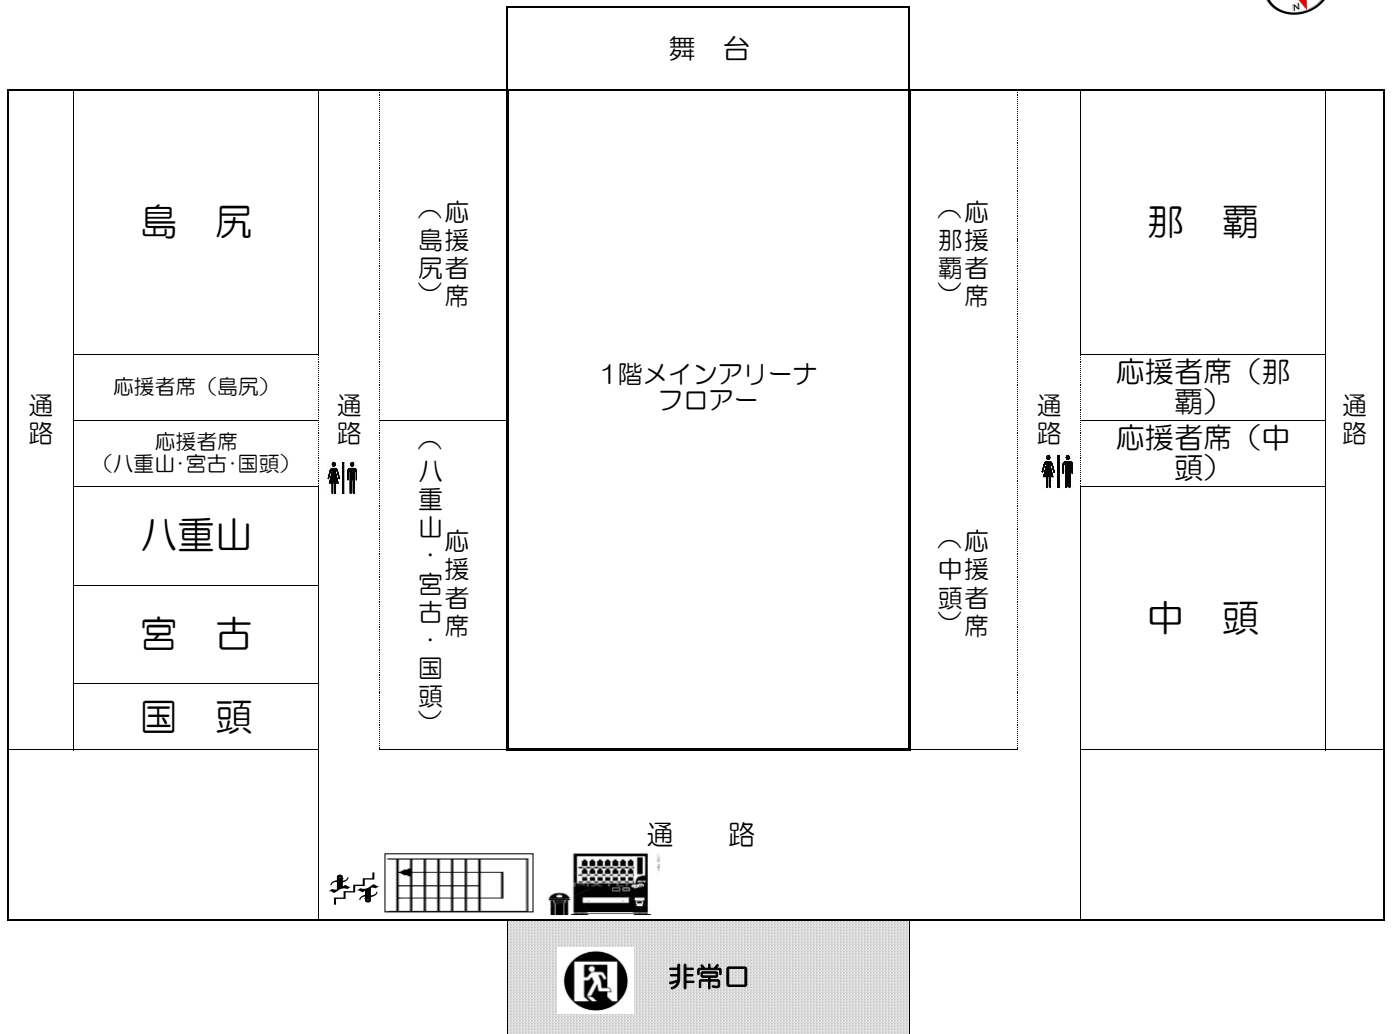 N
舞　台
通路
島　尻
応援者席（島尻）
応援者席
（八重山･宮古･国頭）
八重山
宮　古
国　頭
通路
応援者席
（島尻）
応援者席
（八重山・宮古・国頭）
1階メインアリーナ
フロアー
応援者席
（那覇）
応援者席
（中頭）
通路
那　覇
応援者席（那
覇）
応援者席（中
頭）
中　頭
通路
通　　路
非常口